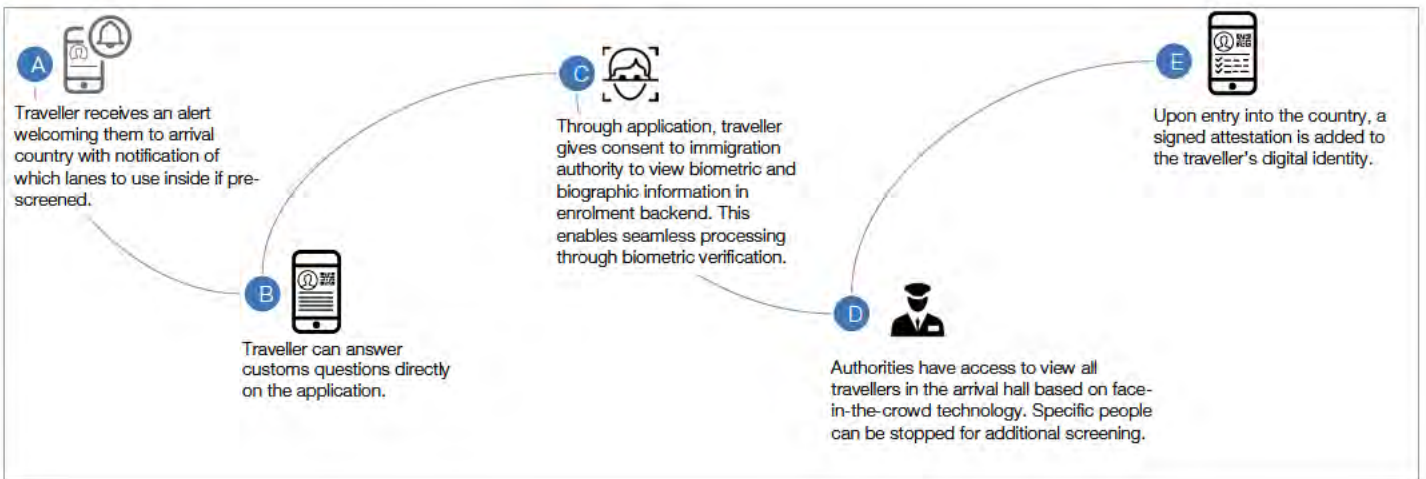 A
Traveller receives an alert
welcoming them to arrival
country with notification of
which lanes to use inside if pre-
screened.
B
Traveller can answer
customs questions directly
on the application.
C
Through application, traveller
gives consent to immigration
authority to view biometric and
biographic information in
enrolment backend. This
enables seamless processing
through biometric verification.
D
Authorities have access to view all
travellers in the arrival hall based on face-
in-the-crowd technology. Specific people
can be stopped for additional screening.
E
Upon entry into the country, a
signed attestation is added to
the traveller's digital identity.